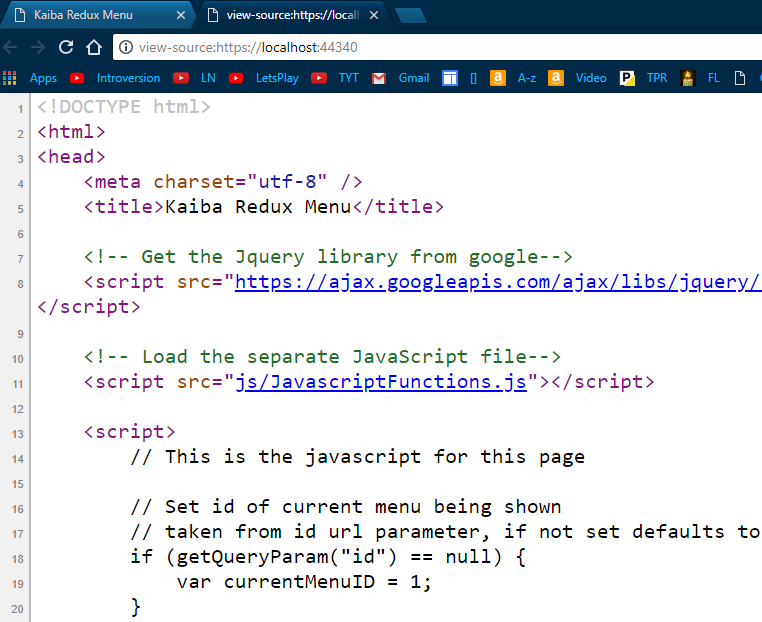 Kaiba Redux Menu
view-source:https://local
view-source:https://localhost:44340
Apps Introversion LN LetsPlay TYT Gmail [] A-z Video TPR FL
1 <!DOCTYPE html>
2 <html>
3 <head>
4 <meta charset="utf-8" />
5 <title>Kaiba Redux Menu</title>
6
7 <!-- Get the Jquery library from google-->
8 <script src="https://ajax.googleapis.com/ajax/libs/jquery/
</script>
9
10 <!-- Load the separate JavaScript file-->
11 <script src="js/JavascriptFunctions.js"></script>
12
13 <script>
14 // This is the javascript for this page
15
16 // Set id of current menu being shown
17 // taken from id url parameter, if not set defaults to
18 if (getQueryParam("id") == null) {
19 var currentMenuID = 1;
20 }